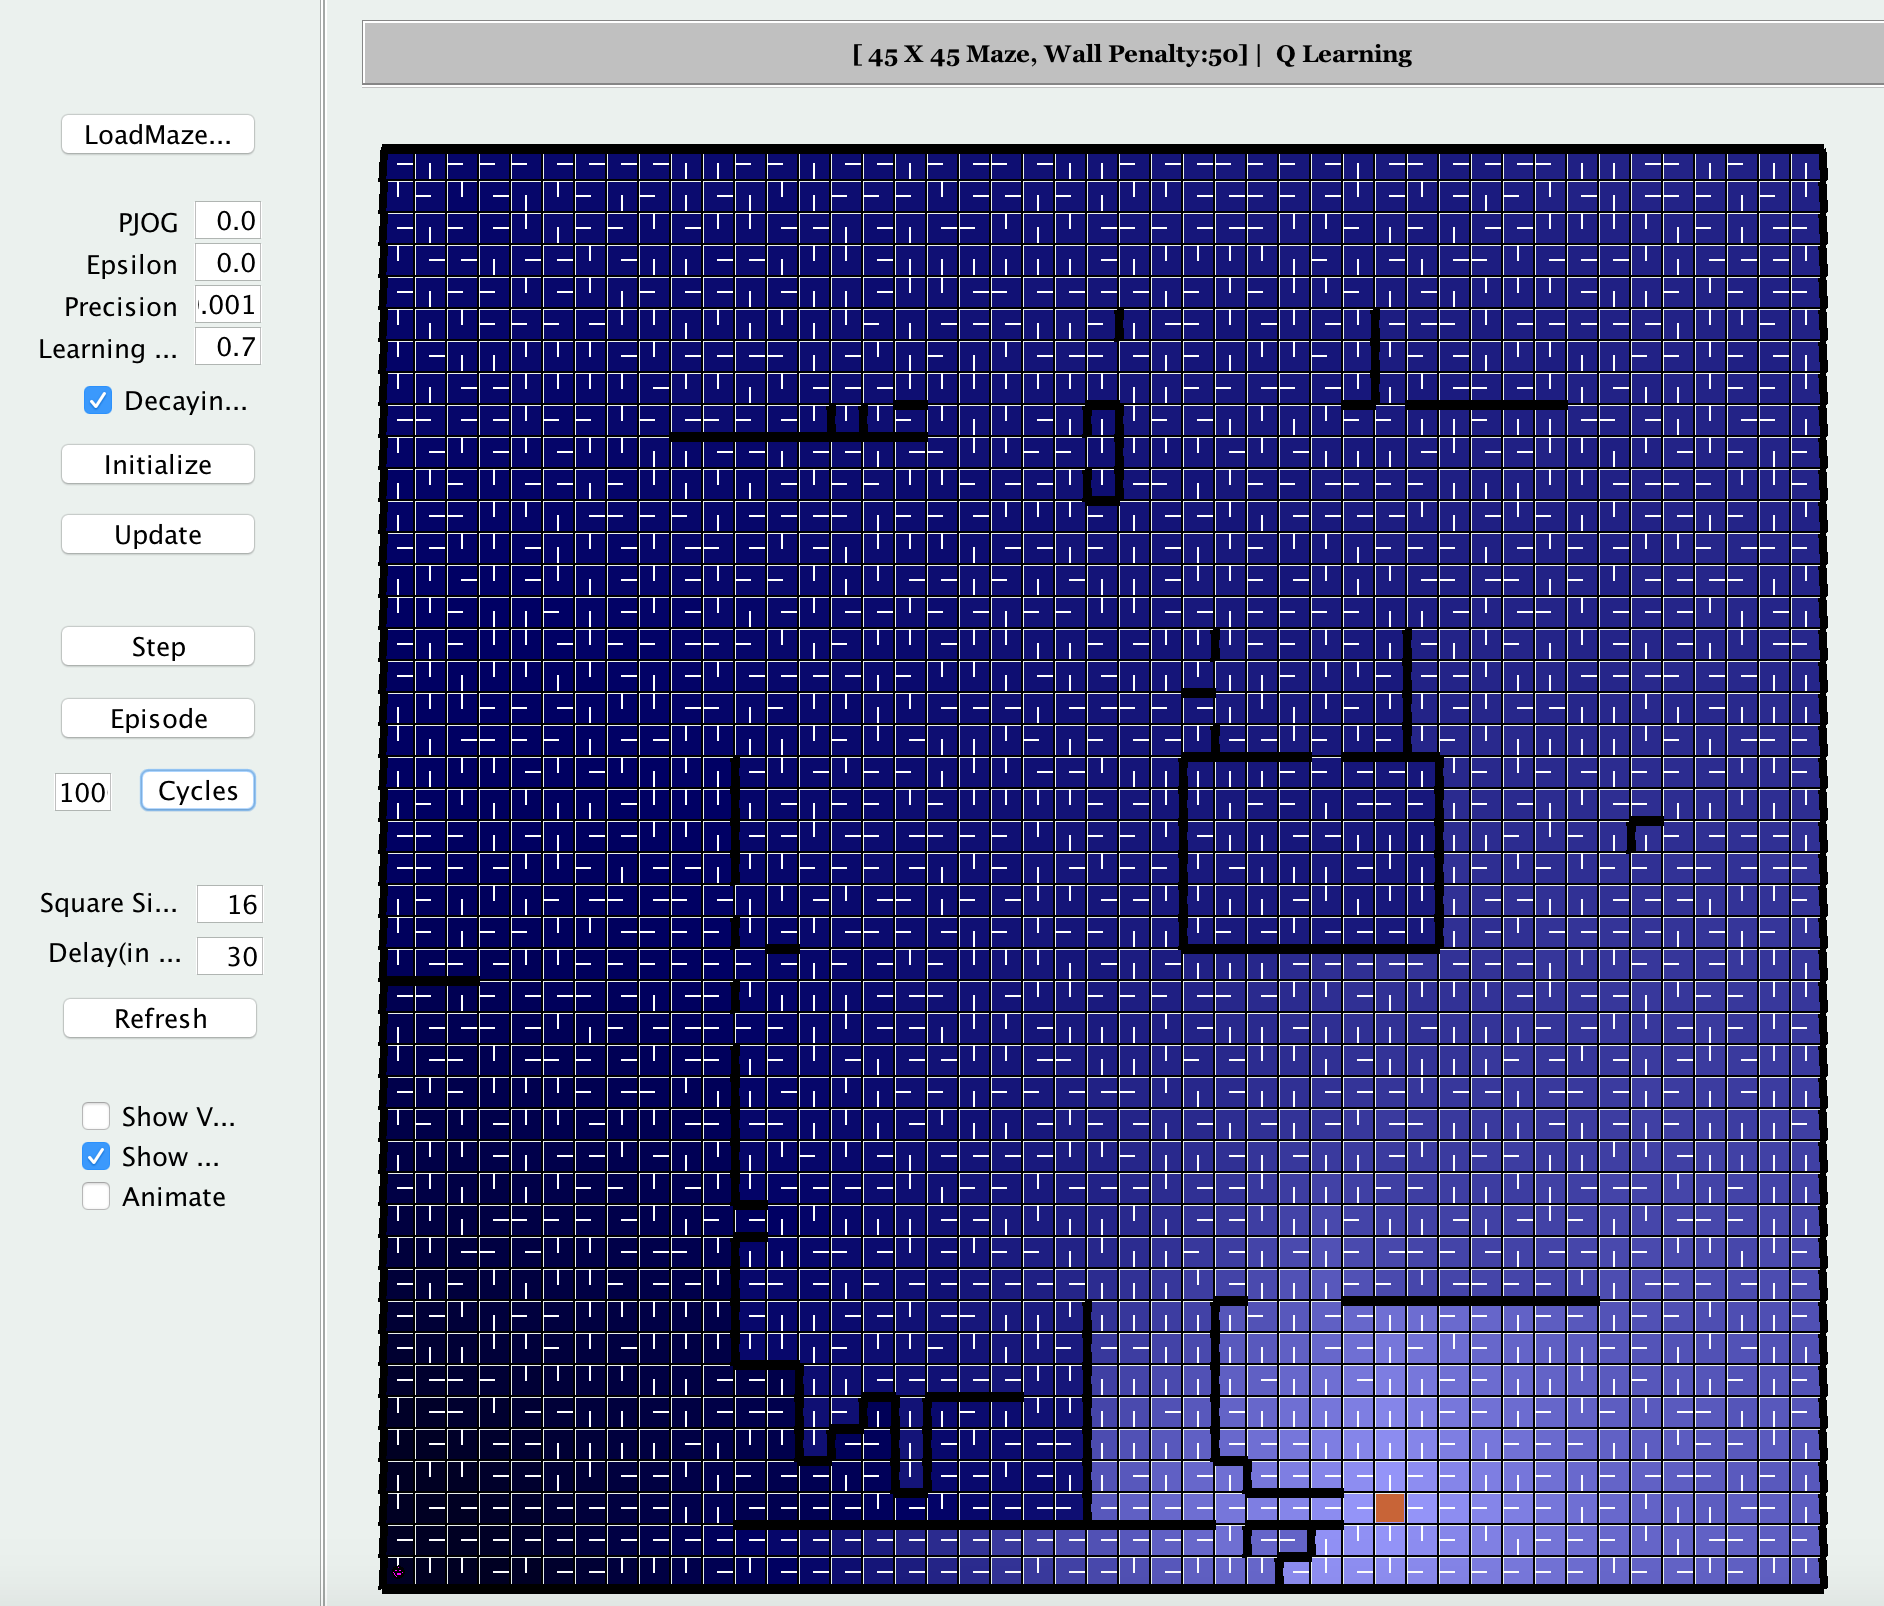 [ 45 X 45 Maze, Wall Penalty:50] | Q Learning
LoadMaze...
PJOG 0.0
Epsilon 0.0
Precision .001
Learning ... 0.7
Decayin...
Initialize
Update
Step
Episode
100 Cycles
Square Si... 16
Delay(in ... 30
Refresh
Show V...
Show ...
Animate